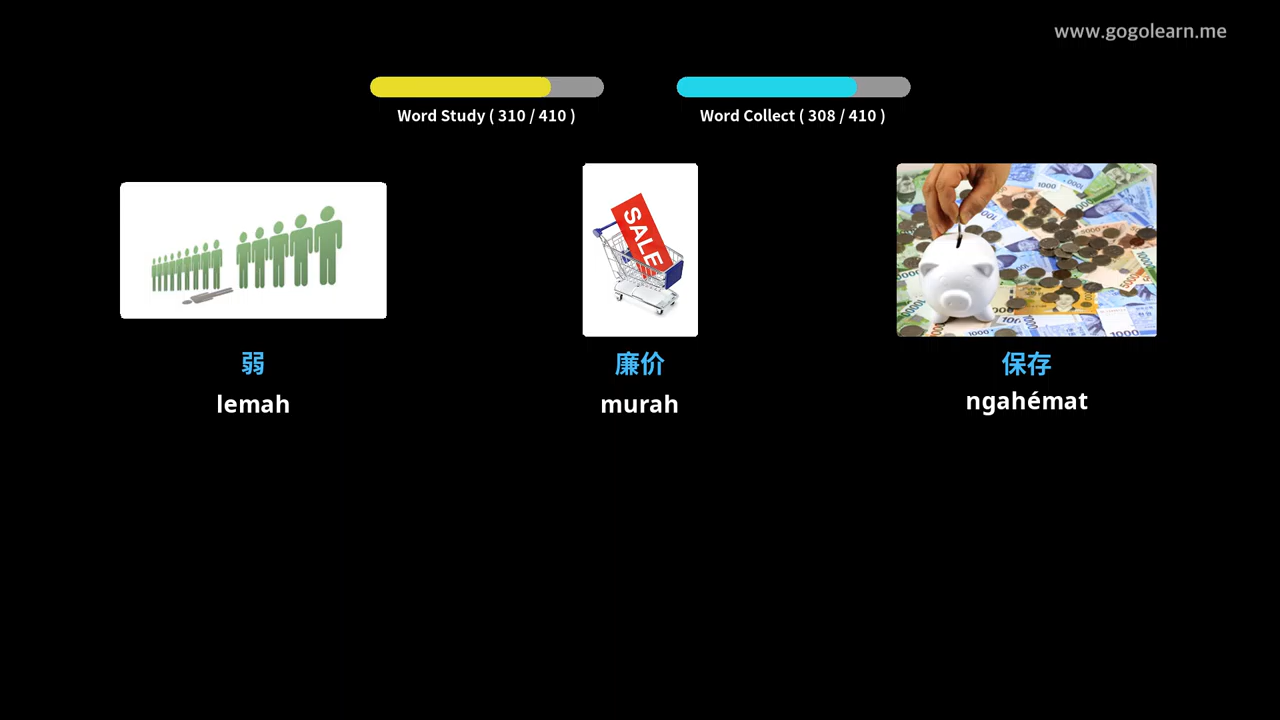 www.gogolearn.me
Word Study ( 310 / 410 )
Word Collect ( 308 / 410 )
SALE
弱
廉价
保存
lemah
murah
ngahémat